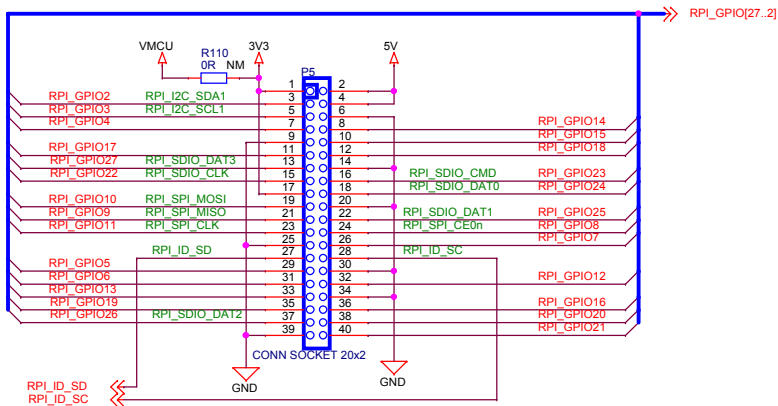 RPI_GPIO[27..2]
VMCU R110 3V3 5V
0R NM
P5
1 2
RPI_GPIO2 RPI_I2C_SDA1 3 4
RPI_GPIO3 RPI_I2C_SCL1 5 6
RPI_GPIO4 7 8 RPI_GPIO14
9 10 RPI_GPIO15
RPI_GPIO17 11 12 RPI_GPIO18
RPI_GPIO27 RPI_SDIO_DAT3 13 14
RPI_GPIO22 RPI_SDIO_CLK 15 16 RPI_SDIO_CMD RPI_GPIO23
17 18 RPI_SDIO_DAT0 RPI_GPIO24
RPI_GPIO10 RPI_SPI_MOSI 19 20
RPI_GPIO9 RPI_SPI_MISO 21 22 RPI_SDIO_DAT1 RPI_GPIO25
RPI_GPIO11 RPI_SPI_CLK 23 24 RPI_SPI_CE0n RPI_GPIO8
25 26 RPI_GPIO7
RPI_ID_SD 27 28 RPI_ID_SC
RPI_GPIO5 29 30
RPI_GPIO6 31 32 RPI_GPIO12
RPI_GPIO13 33 34
RPI_GPIO19 35 36 RPI_GPIO16
RPI_GPIO26 RPI_SDIO_DAT2 37 38 RPI_GPIO20
39 40 RPI_GPIO21
CONN SOCKET 20x2
GND GND
RPI_ID_SD
RPI_ID_SC